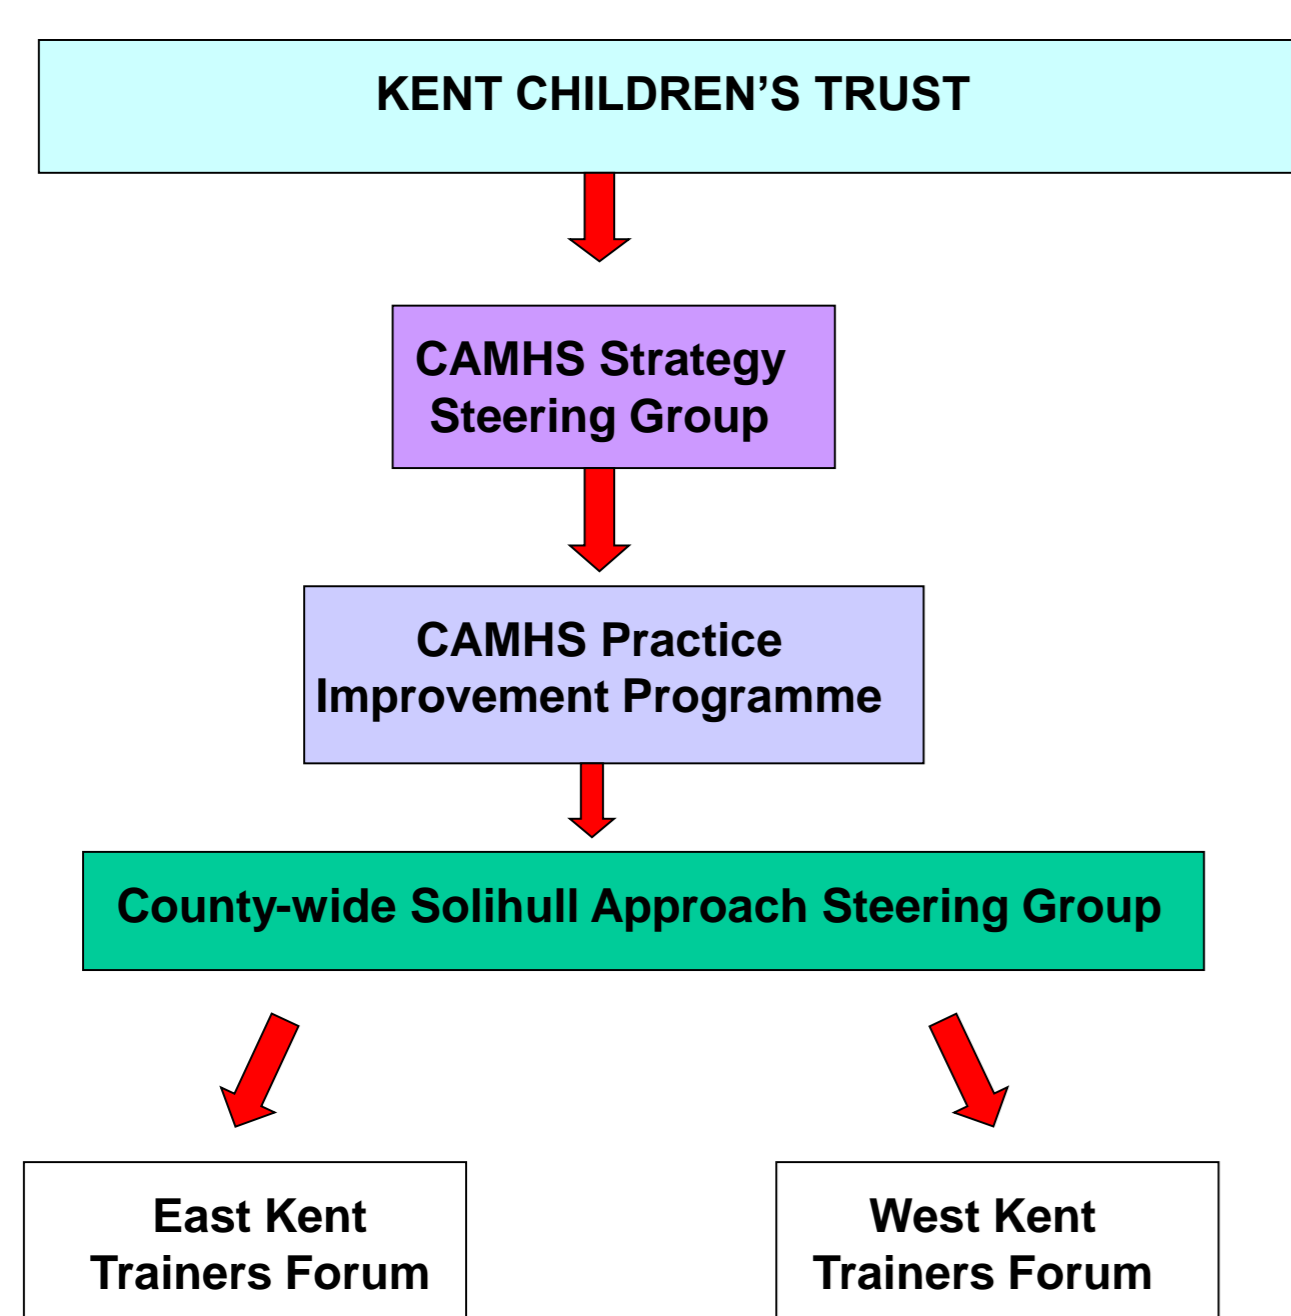 KENT CHILDREN’S TRUST
CAMHS Strategy
Steering Group
CAMHS Practice
Improvement Programme
County-wide Solihull Approach Steering Group
East Kent
Trainers Forum
West Kent
Trainers Forum